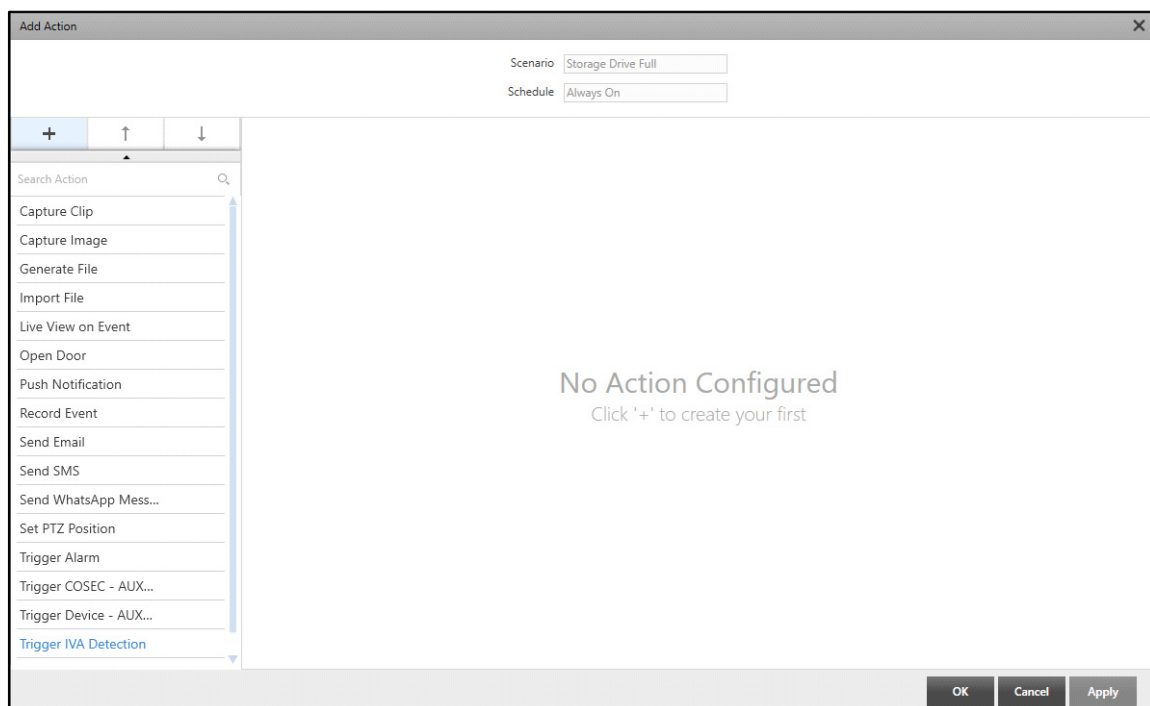 Add Action
Scenario Storage Drive Full
Schedule Always On
Search Action
Capture Clip
Capture Image
Generate File
Import File
Live View on Event
Open Door
Push Notification
Record Event
Send Email
Send SMS
Send WhatsApp Mess...
Set PTZ Position
Trigger Alarm
Trigger COSEC - AUX...
Trigger Device - AUX...
Trigger IVA Detection
No Action Configured
Click '+' to create your first
OK Cancel Apply